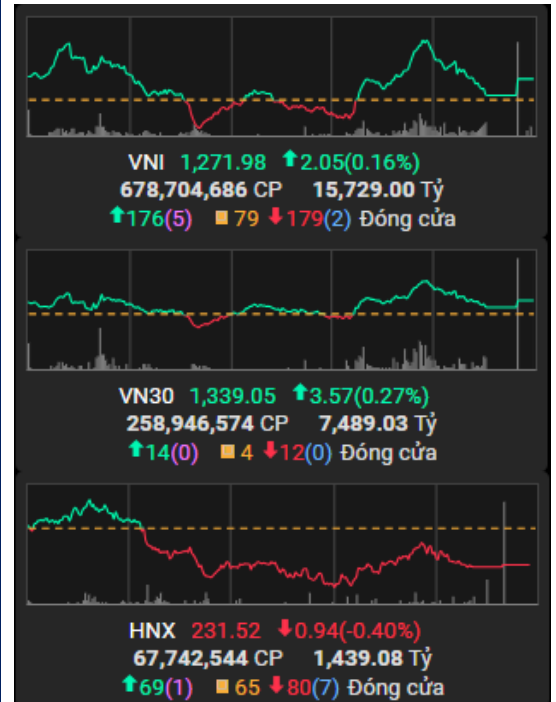 VNI 1,271.98 ⬆2.05(0.16%)
678,704,686 CP 15,729.00 Tỷ
⬆176(5) ■ 79 ⬇179(2) Đóng cửa
VN30 1,339.05 ⬆3.57(0.27%)
258,946,574 CP 7,489.03 Tỷ
⬆14(0) ■ 4 ⬇12(0) Đóng cửa
HNX 231.52 ⬇0.94(-0.40%)
67,742,544 CP 1,439.08 Tỷ
⬆69(1) ■ 65 ⬇80(7) Đóng cửa